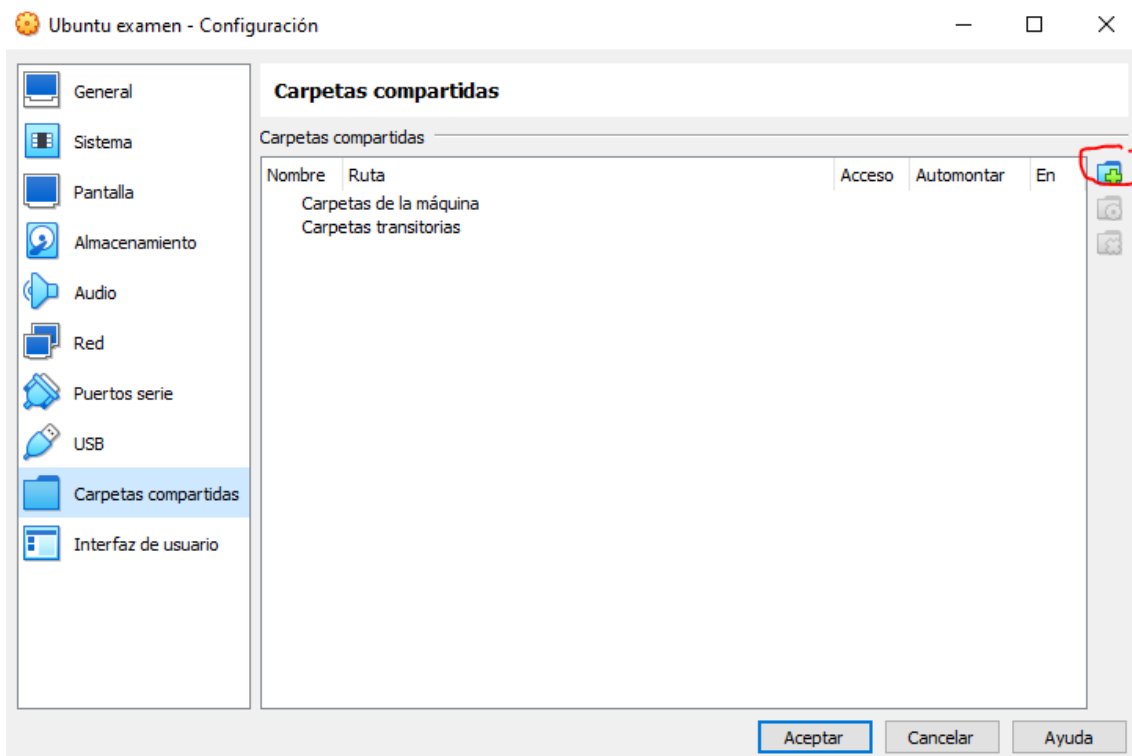 Ubuntu examen - Configuración
General
Sistema
Pantalla
Almacenamiento
Audio
Red
Puertos serie
USB
Carpetas compartidas
Interfaz de usuario
Carpetas compartidas
Carpetas compartidas
Nombre Ruta Acceso Automontar En
Carpetas de la máquina
Carpetas transitorias
Aceptar Cancelar Ayuda